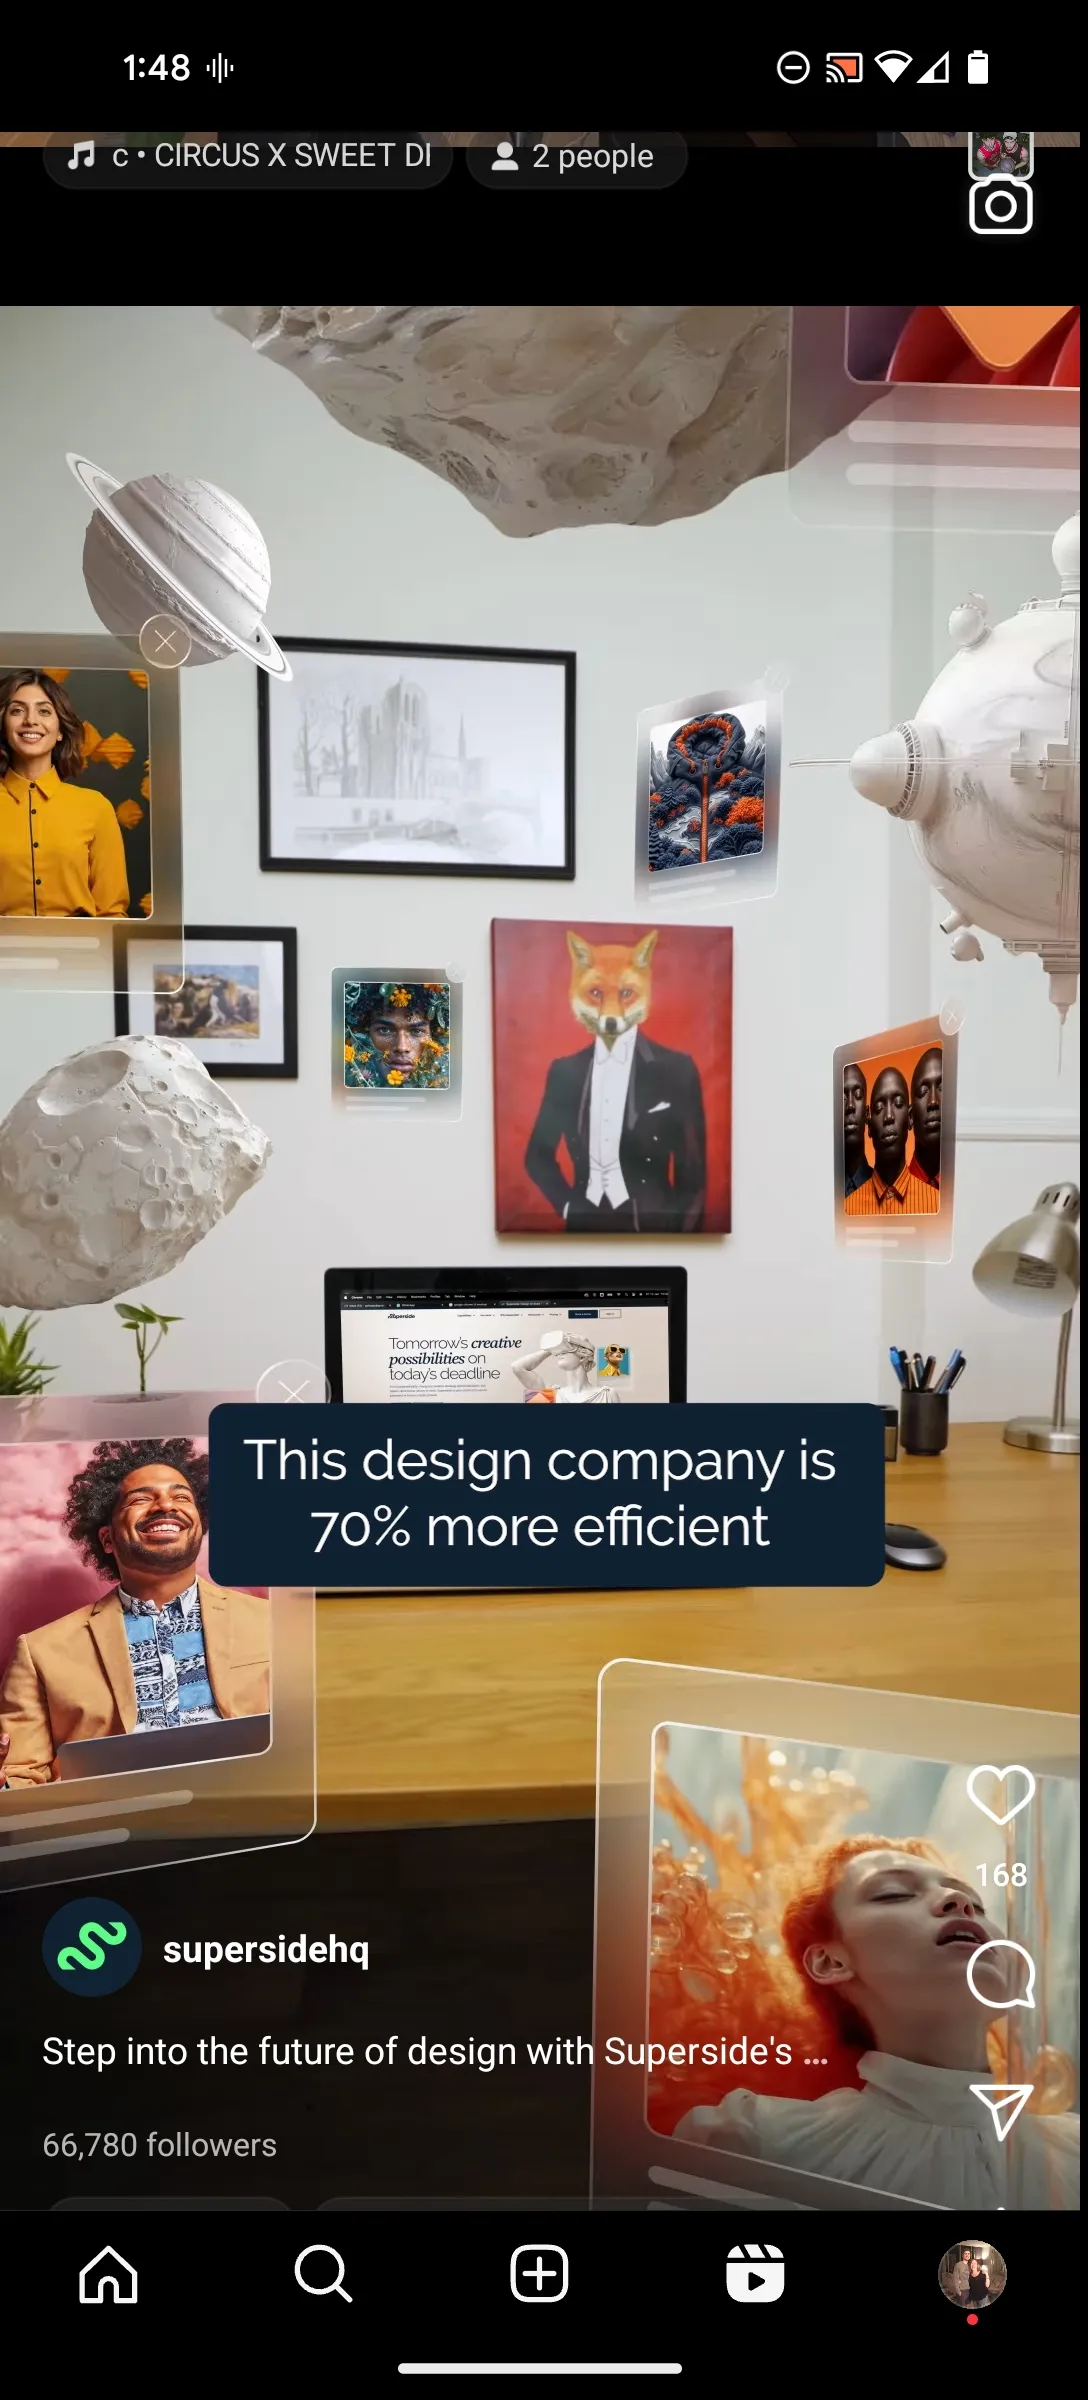 1:48
c • CIRCUS X SWEET DI
2 people
Superside
Tomorrow's creative
possibilities on
today's deadline
This design company is
70% more efficient
168
supersidehq
Step into the future of design with Superside's ...
66,780 followers